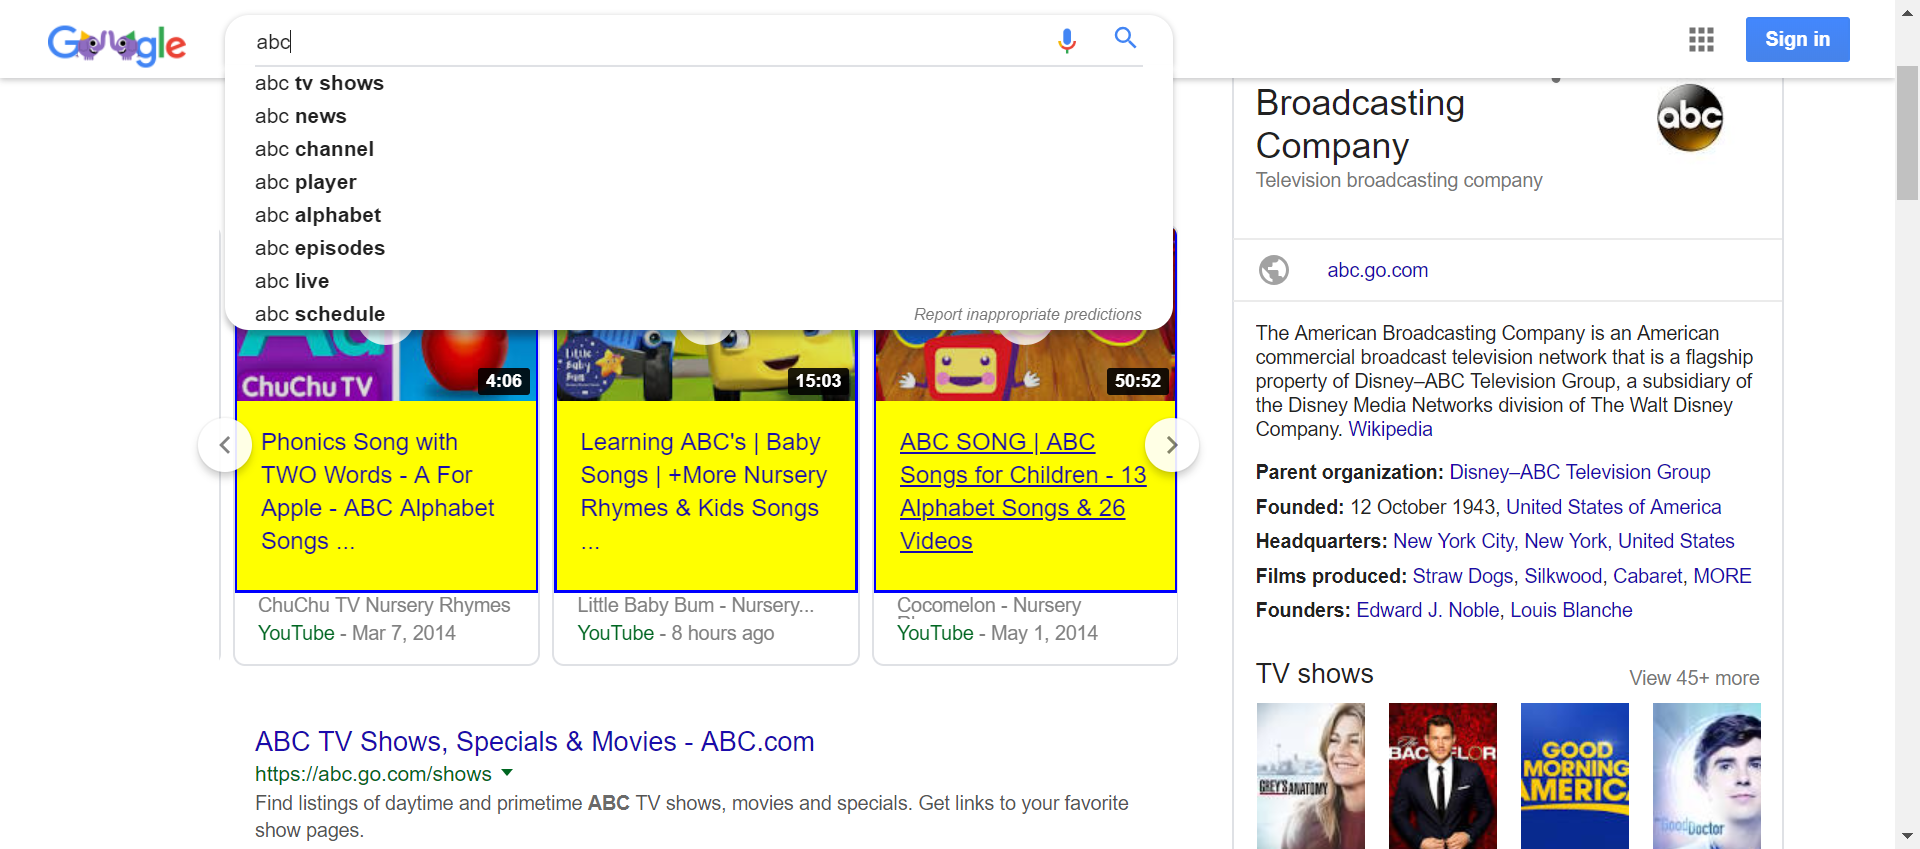 Google
abc
Sign in
abc tv shows
abc news
abc channel
abc player
abc alphabet
abc episodes
abc live
abc schedule
Report inappropriate predictions
ChuChu TV
4:06
Little
Baby
Bum
15:03
50:52
Phonics Song with
TWO Words - A For
Apple - ABC Alphabet
Songs ...
ChuChu TV Nursery Rhymes
YouTube - Mar 7, 2014
Learning ABC's | Baby
Songs | +More Nursery
Rhymes & Kids Songs
...
Little Baby Bum - Nursery...
YouTube - 8 hours ago
ABC SONG | ABC
Songs for Children - 13
Alphabet Songs & 26
Videos
Cocomelon - Nursery
YouTube - May 1, 2014
ABC TV Shows, Specials & Movies - ABC.com
https://abc.go.com/shows
Find listings of daytime and primetime ABC TV shows, movies and specials. Get links to your favorite
show pages.
Broadcasting
Company
abc
Television broadcasting company
abc.go.com
The American Broadcasting Company is an American
commercial broadcast television network that is a flagship
property of Disney–ABC Television Group, a subsidiary of
the Disney Media Networks division of The Walt Disney
Company. Wikipedia
Parent organization: Disney–ABC Television Group
Founded: 12 October 1943, United States of America
Headquarters: New York City, New York, United States
Films produced: Straw Dogs, Silkwood, Cabaret, MORE
Founders: Edward J. Noble, Louis Blanche
TV shows
View 45+ more
GREY'S ANATOMY
The
BACHELOR
GOOD
MORNING
AMERICA
the Good Doctor